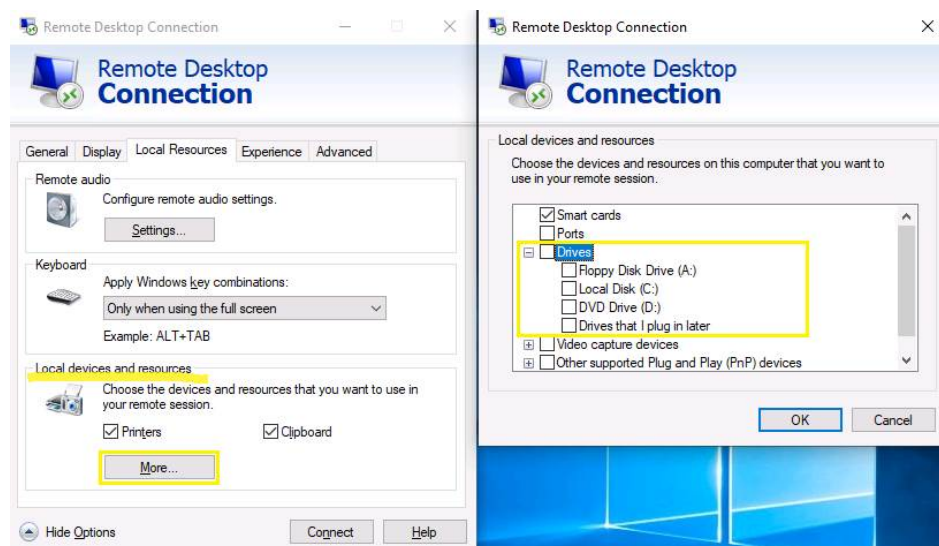 Remote Desktop Connection
Remote Desktop
Connection
General Display Local Resources Experience Advanced
Remote audio
Configure remote audio settings.
Settings...
Keyboard
Apply Windows key combinations:
Only when using the full screen
Example: ALT+TAB
Local devices and resources
Choose the devices and resources that you want to use in
your remote session.
Printers Clipboard
More...
Hide Options Connect Help
Remote Desktop Connection
Remote Desktop
Connection
Local devices and resources
Choose the devices and resources on this computer that you want to
use in your remote session.
Smart cards
Ports
Drives
Floppy Disk Drive (A:)
Local Disk (C:)
DVD Drive (D:)
Drives that I plug in later
Video capture devices
Other supported Plug and Play (PnP) devices
OK Cancel